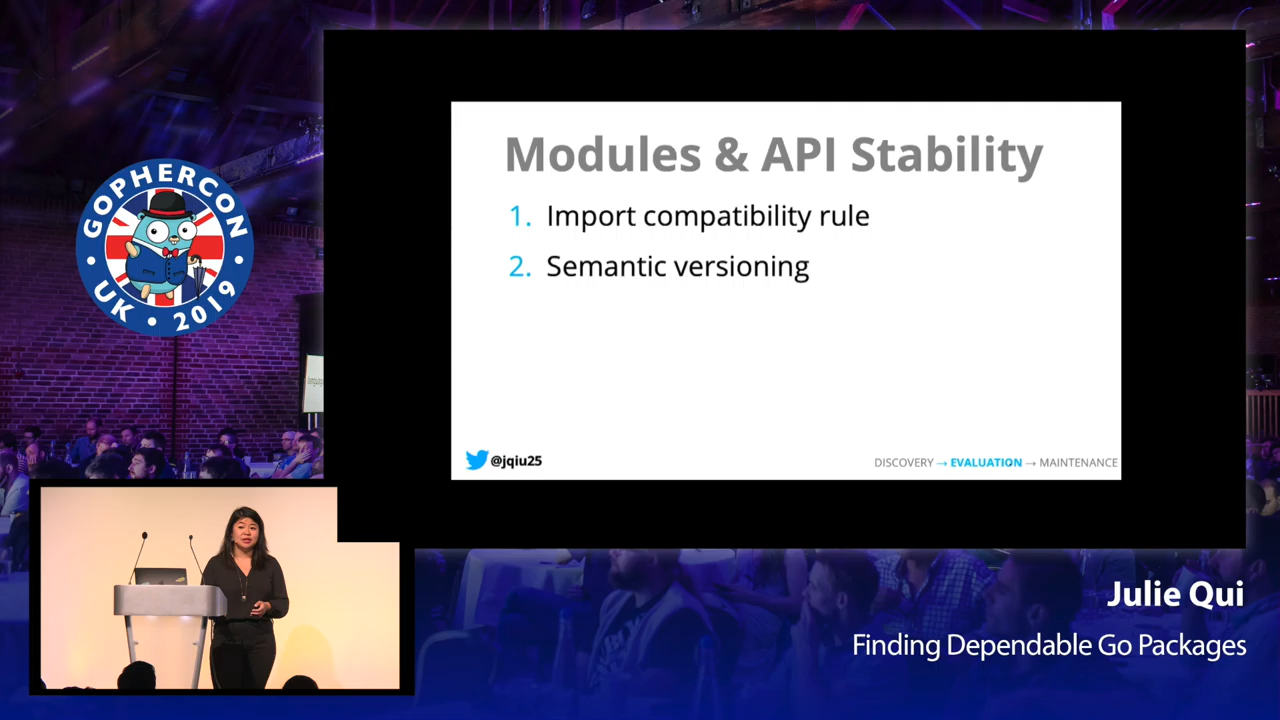 GOPHERCON
UK
2019
Modules & API Stability
1. Import compatibility rule
2. Semantic versioning
@jqiu25
DISCOVERY → EVALUATION → MAINTENANCE
Julie Qui
Finding Dependable Go Packages